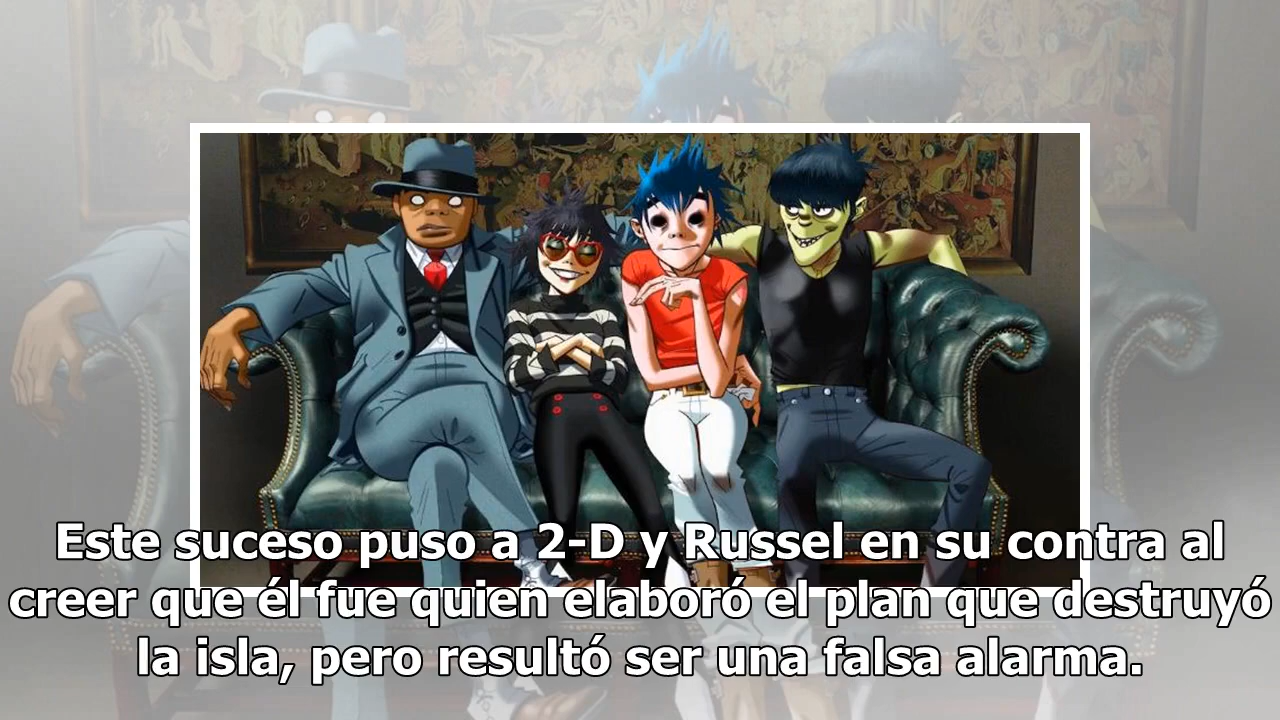 Este suceso puso a 2-D y Russel en su contra al
creer que él fue quien elaboró el plan que destruyó
la isla, pero resultó ser una falsa alarma.